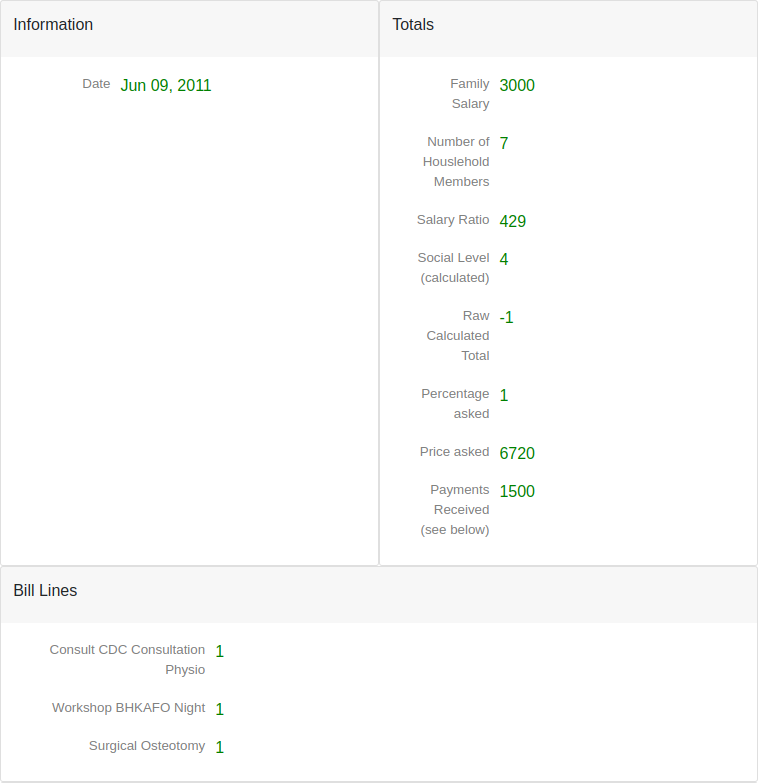 Information
Date Jun 09, 2011
Totals
Family 3000
Salary
Number of 7
Houslehold
Members
Salary Ratio 429
Social Level 4
(calculated)
Raw -1
Calculated
Total
Percentage 1
asked
Price asked 6720
Payments 1500
Received
(see below)
Bill Lines
Consult CDC Consultation 1
Physio
Workshop BHKAFO Night 1
Surgical Osteotomy 1